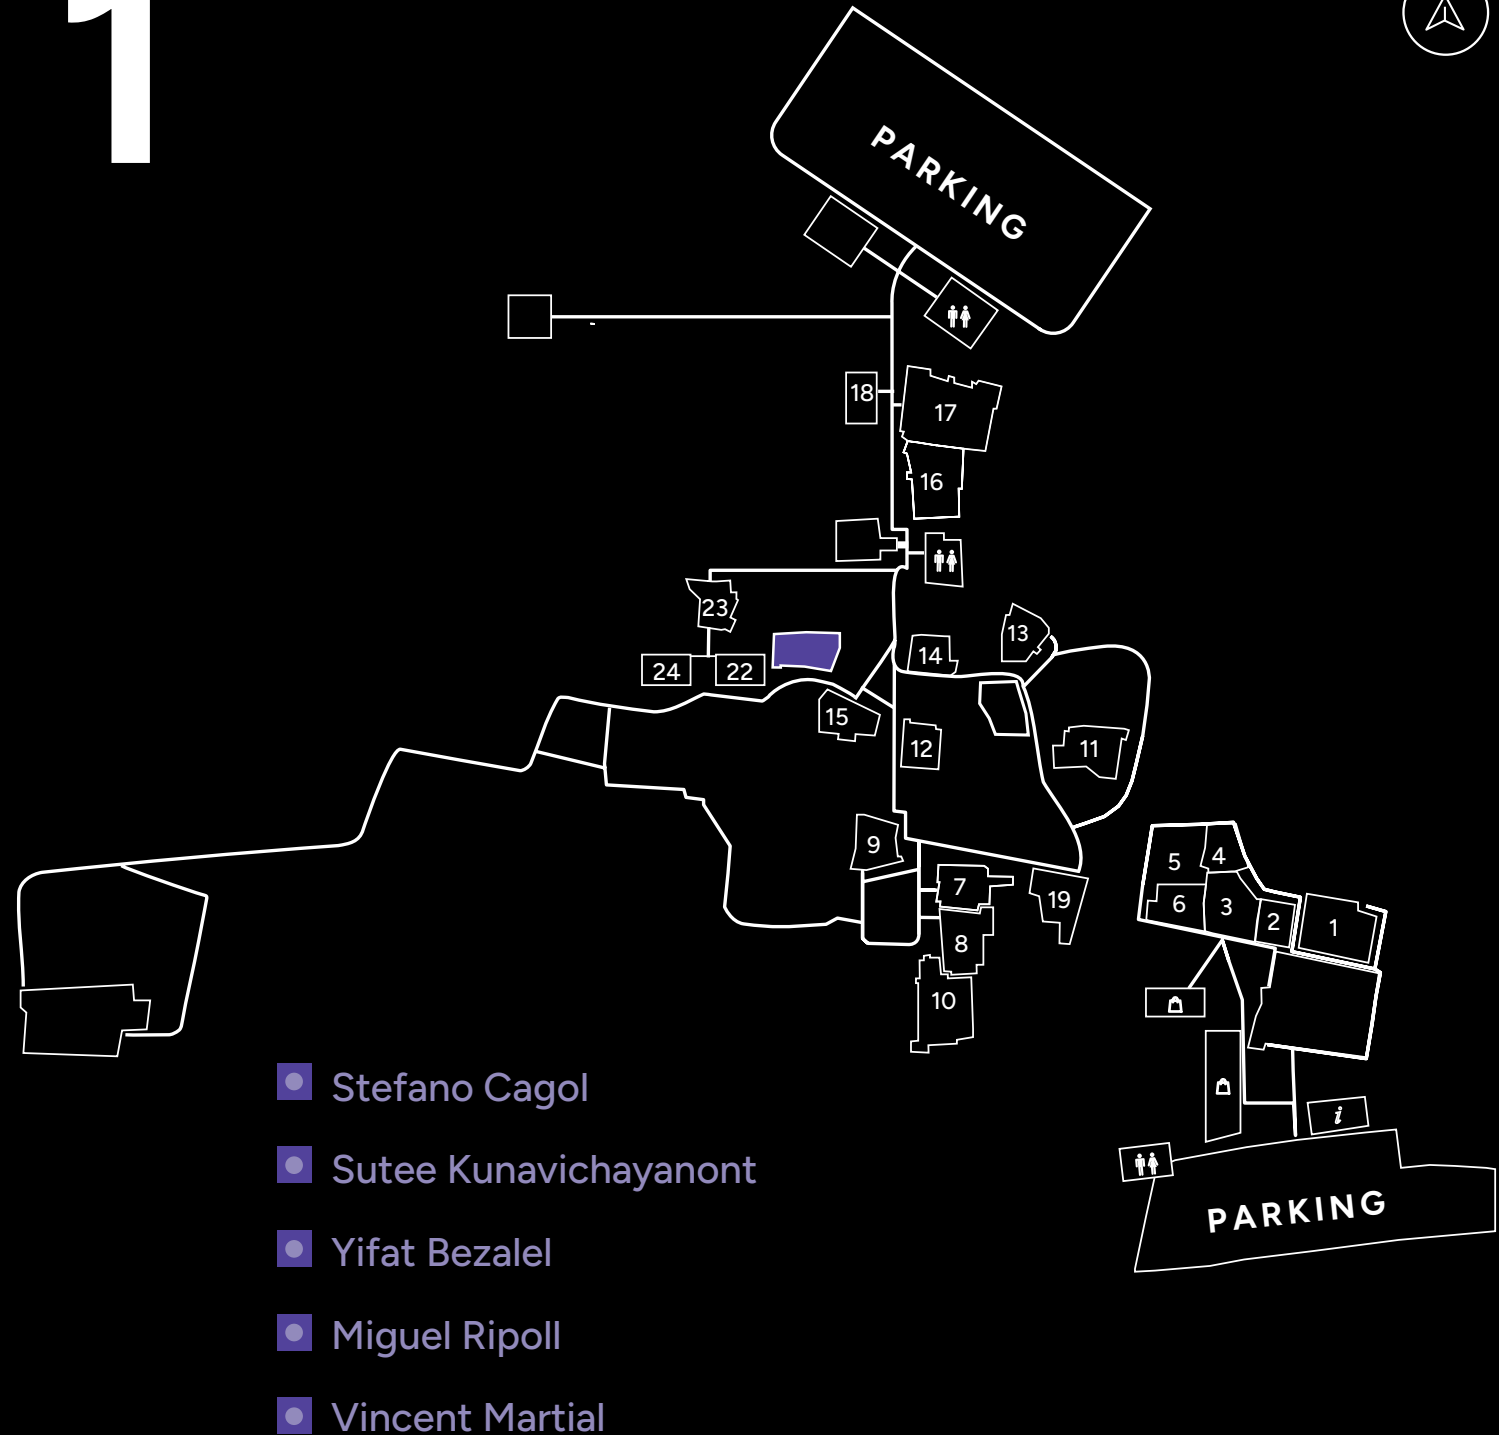 1
PARKING
18
17
16
23
13
14
24
22
15
12
11
9
5
4
7
6
3
19
2
1
8
10
i
PARKING
Stefano Cagol
Sutee Kunavichayanont
Yifat Bezalel
Miguel Ripoll
Vincent Martial